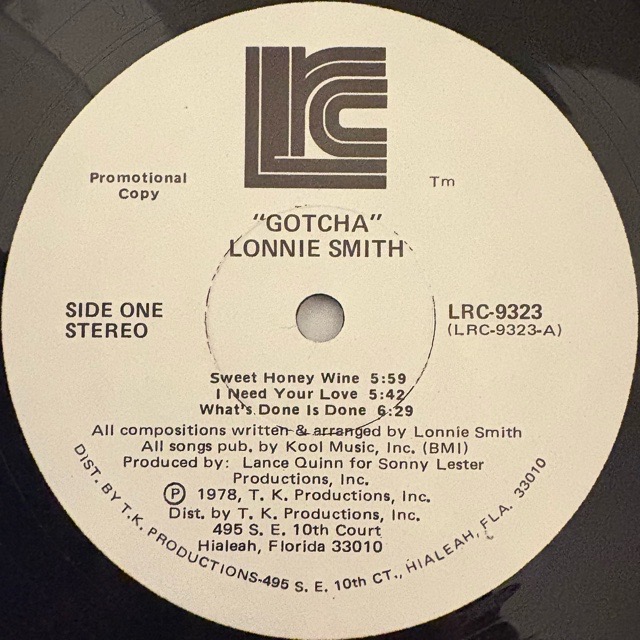 LRC
Promotional
Copy
Tm
"GOTCHA"
LONNIE SMITH
SIDE ONE
STEREO
LRC-9323
(LRC-9323-A)
Sweet Honey Wine 5:59
I Need Your Love 5:42
What's Done Is Done 6:29
All compositions written & arranged by Lonnie Smith
All songs pub. by Kool Music, Inc. (BMI)
Produced by: Lance Quinn for Sonny Lester
Productions, Inc.
Ⓟ 1978, T. K. Productions, Inc.
Dist. by T. K. Productions, Inc.
495 S. E. 10th Court
Hialeah, Florida 33010
DIST. BY T.K. PRODUCTIONS-495 S. E. 10th CT., HIALEAH, FLA. 33010